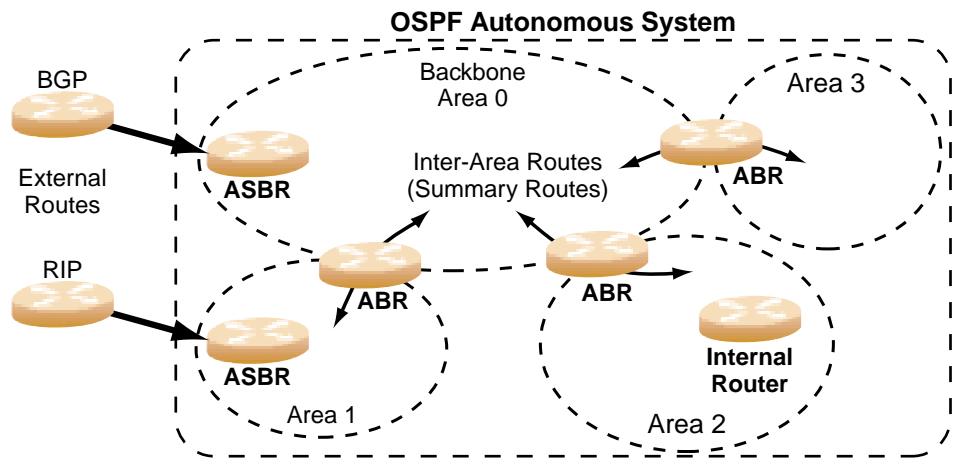 OSPF Autonomous System
BGP
Backbone
Area 0
Area 3
External
Routes
ASBR
Inter-Area Routes
(Summary Routes)
ABR
RIP
ABR
ABR
ASBR
Internal
Router
Area 1
Area 2